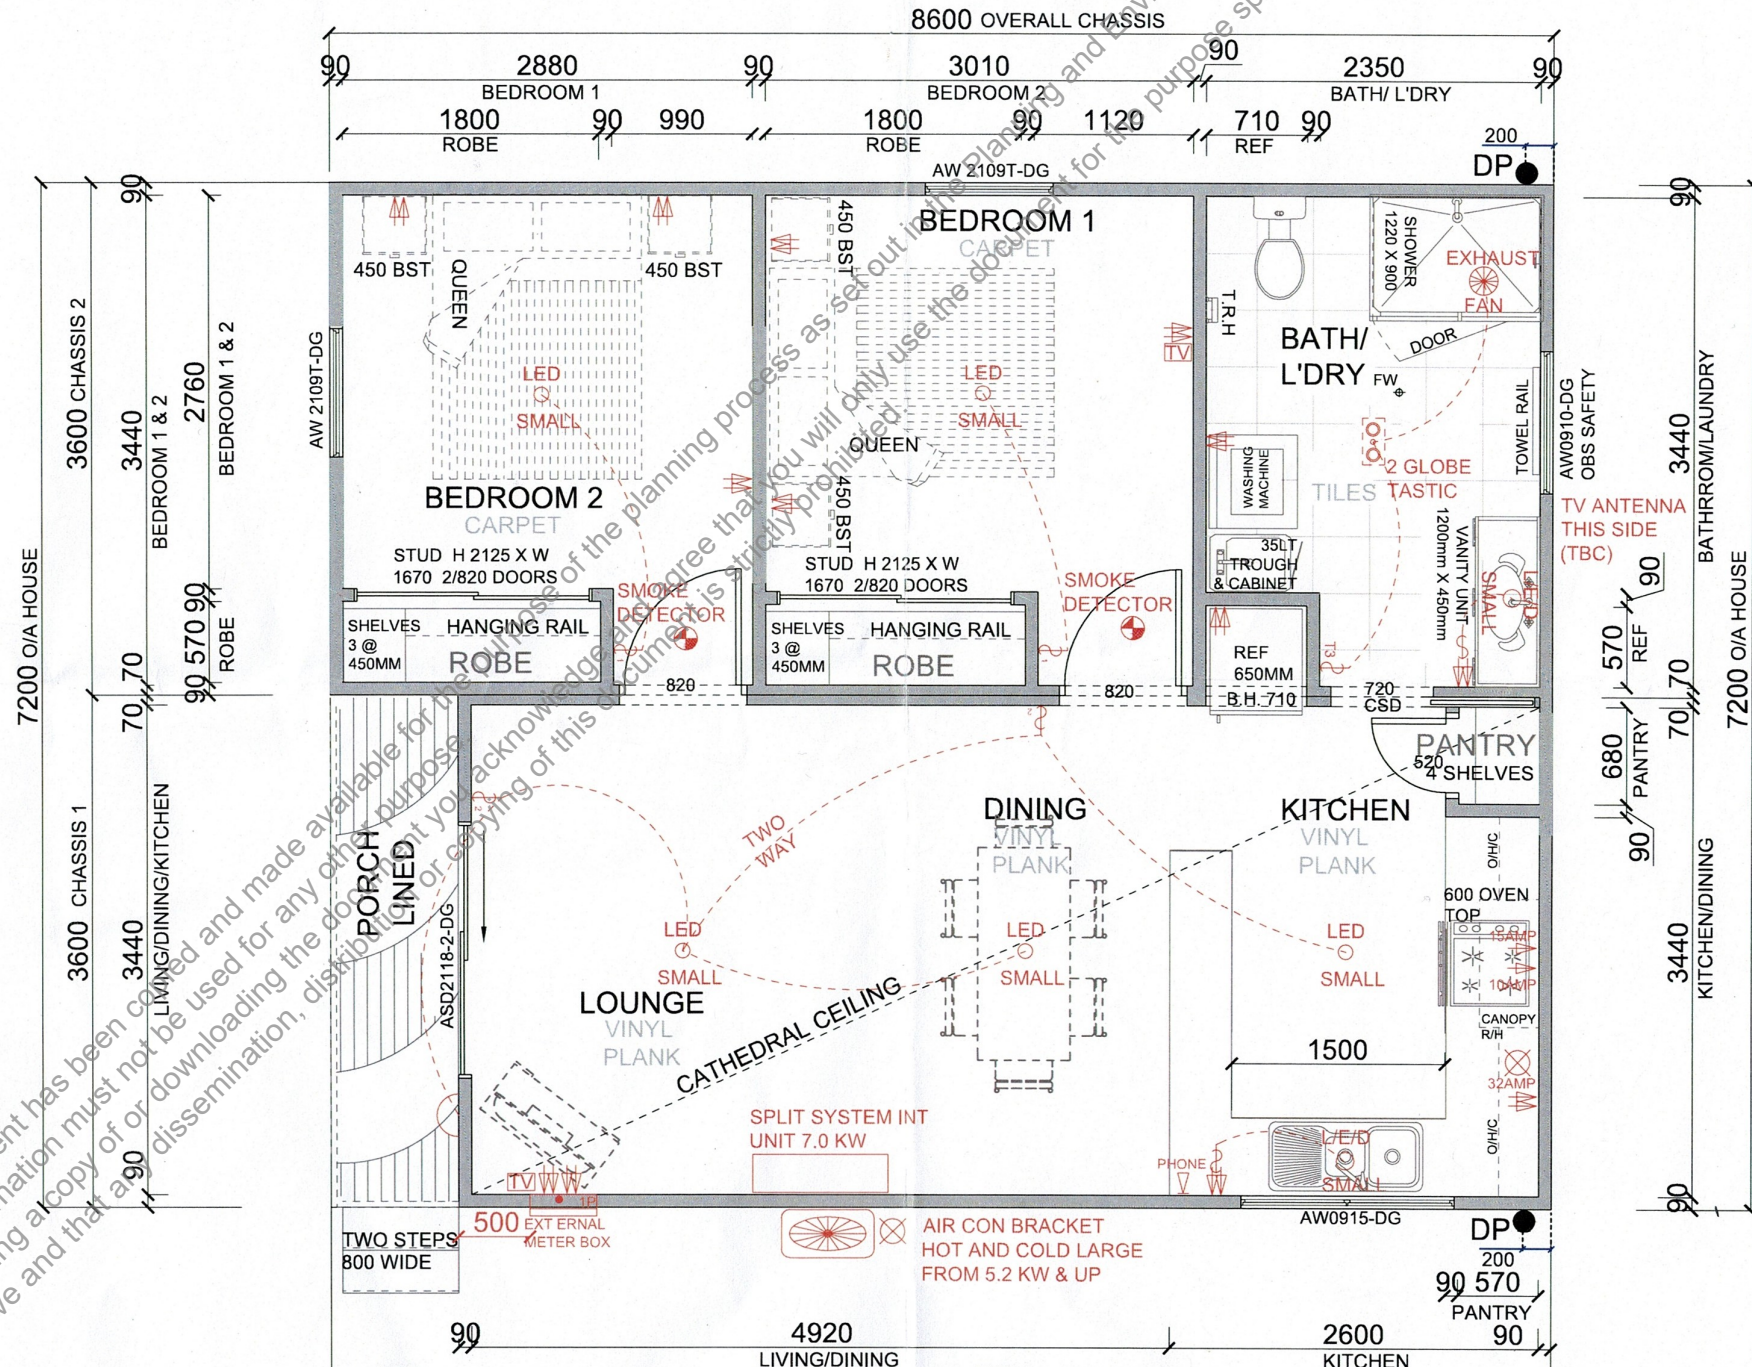 8600 OVERALL CHASSIS
90 2880 90 3010 90 2350 90
BEDROOM 1 BEDROOM 2 BATH/ L'DRY
1800 90 990 1800 90 1120 710 90
ROBE ROBE REF
200
DP
AW 2109T-DG
7200 O/A HOUSE
3600 CHASSIS 2
3600 CHASSIS 1
90
3440
BEDROOM 1 & 2
70
70
3440
LIVING/DINING/KITCHEN
90
2760
BEDROOM 1 & 2
90 570 90
ROBE
AW 2109T-DG
450 BST
450 BST
QUEEN
LED
SMALL
BEDROOM 2
CARPET
STUD H 2125 X W
1670 2/820 DOORS
SHELVES
3 @
450MM
HANGING RAIL
ROBE
SMOKE
DETECTOR
820
BEDROOM 1
CARPET
450 BST
LED
SMALL
QUEEN
450 BST
TV
STUD H 2125 X W
1670 2/820 DOORS
SHELVES
3 @
450MM
HANGING RAIL
ROBE
SMOKE
DETECTOR
820
SHOWER
1220 X 900
EXHAUST
FAN
T.R.H
BATH/
L'DRY
DOOR
FW
TOWEL RAIL
AW0910-DG
OBS SAFETY
WASHING
MACHINE
2 GLOBE
TASTIC
TILES
35LT
TROUGH
& CABINET
VANITY UNIT
1200mm X 450mm
LED
SMALL
T3
REF
650MM
B.H. 710
720
CSD
TV ANTENNA
THIS SIDE
(TBC)
90
3440
BATHRROM/LAUNDRY
70
70
3440
KITCHEN/DINING
90
90
570
REF
680
PANTRY
90
7200 O/A HOUSE
PANTRY
520
4 SHELVES
PORCH
LINED
ASD2118-2-DG
TWO
WAY
DINING
VINYL
PLANK
KITCHEN
VINYL
PLANK
O/H/C
600 OVEN
TOP
15AMP
10AMP
CANOPY
R/H
32AMP
O/H/C
LED
SMALL
LED
SMALL
LED
SMALL
LOUNGE
VINYL
PLANK
CATHEDRAL CEILING
1500
SPLIT SYSTEM INT
UNIT 7.0 KW
PHONE
L/E/D
SMALL
TV
1P
500
EXT ERNAL
METER BOX
TWO STEPS
800 WIDE
AIR CON BRACKET
HOT AND COLD LARGE
FROM 5.2 KW & UP
AW0915-DG
DP
200
90 570
PANTRY
90 4920 2600 90
LIVING/DINING KITCHEN